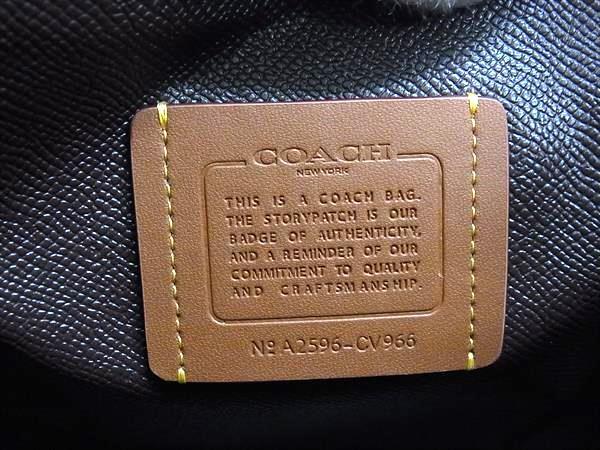 COACH
NEW YORK
THIS IS A COACH BAG.
THE STORYPATCH IS OUR
BADGE OF AUTHENTICITY,
AND A REMINDER OF OUR
COMMITMENT TO QUALITY
AND CRAFTSMANSHIP.
Nº A2596-CV966